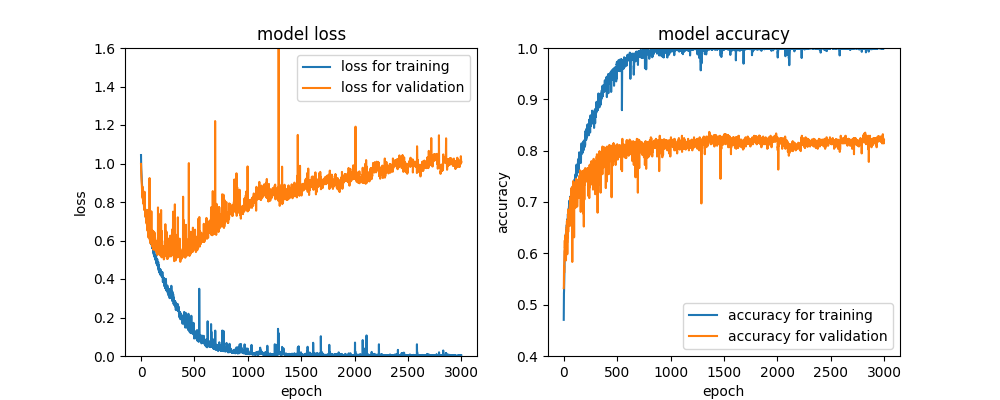 model loss
1.6
1.4
1.2
1.0
0.8
0.6
0.4
0.2
0.0
loss
loss for training
loss for validation
0 500 1000 1500 2000 2500 3000
epoch
model accuracy
1.0
0.9
0.8
0.7
0.6
0.5
0.4
accuracy
accuracy for training
accuracy for validation
0 500 1000 1500 2000 2500 3000
epoch